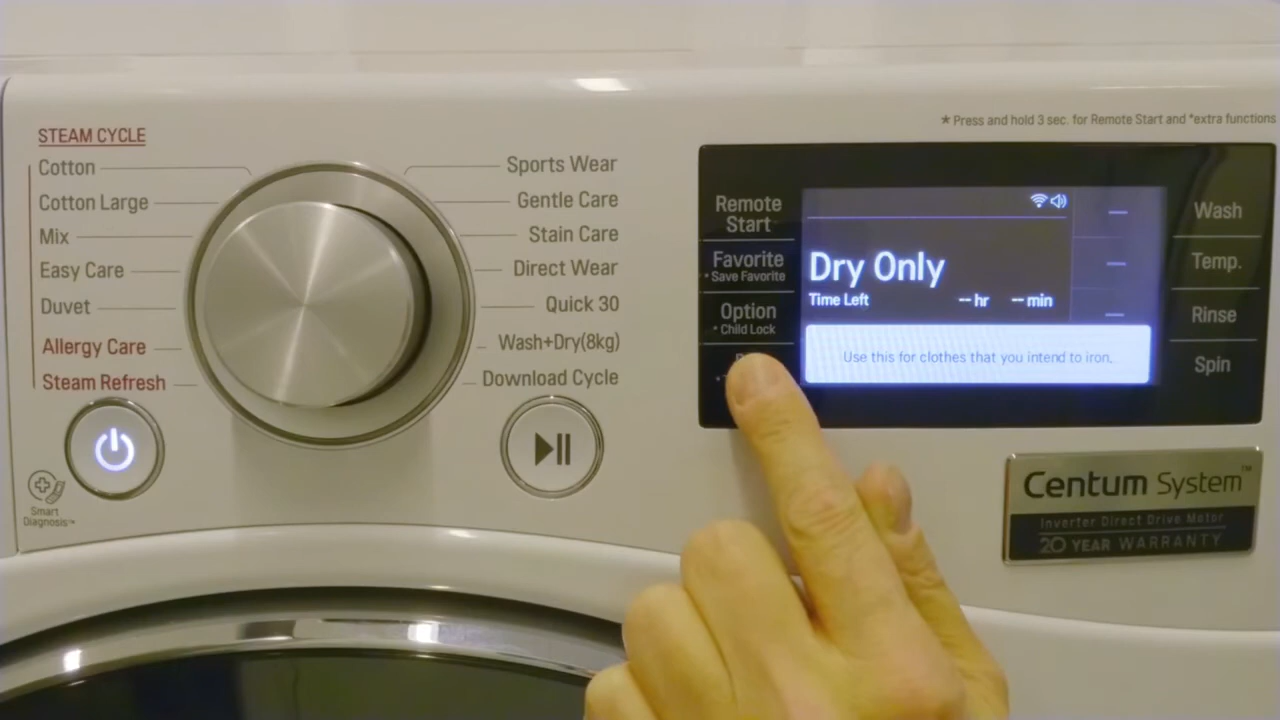 * Press and hold 3 sec. for Remote Start and *extra functions
STEAM CYCLE
Cotton
Cotton Large
Mix
Easy Care
Duvet
Allergy Care
Steam Refresh
Sports Wear
Gentle Care
Stain Care
Direct Wear
Quick 30
Wash+Dry(8kg)
Download Cycle
Smart
Diagnosis™
Remote
Start
Favorite
• Save Favorite
Option
• Child Lock
Dry Only
Time Left -- hr -- min
Use this for clothes that you intend to iron.
Wash
Temp.
Rinse
Spin
Centum System™
Inverter Direct Drive Motor
20 YEAR WARRANTY